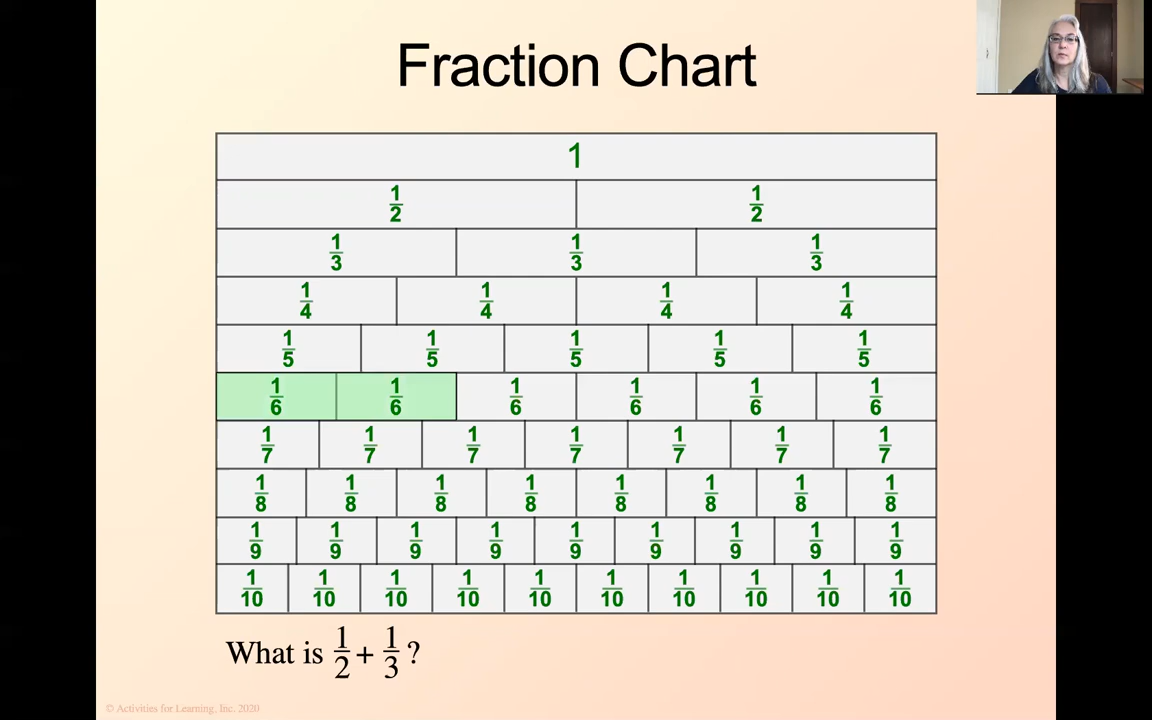 Fraction Chart
1
1/2 1/2
1/3 1/3 1/3
1/4 1/4 1/4 1/4
1/5 1/5 1/5 1/5 1/5
1/6 1/6 1/6 1/6 1/6 1/6
1/7 1/7 1/7 1/7 1/7 1/7 1/7
1/8 1/8 1/8 1/8 1/8 1/8 1/8 1/8
1/9 1/9 1/9 1/9 1/9 1/9 1/9 1/9 1/9
1/10 1/10 1/10 1/10 1/10 1/10 1/10 1/10 1/10 1/10
What is 1/2 + 1/3 ?
© Activities for Learning, Inc. 2020